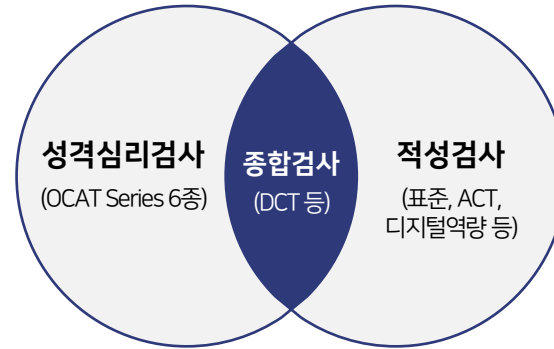 성격심리검사
(OCAT Series 6종)
종합검사
(DCT 등)
적성검사
(표준, ACT,
디지털역량 등)